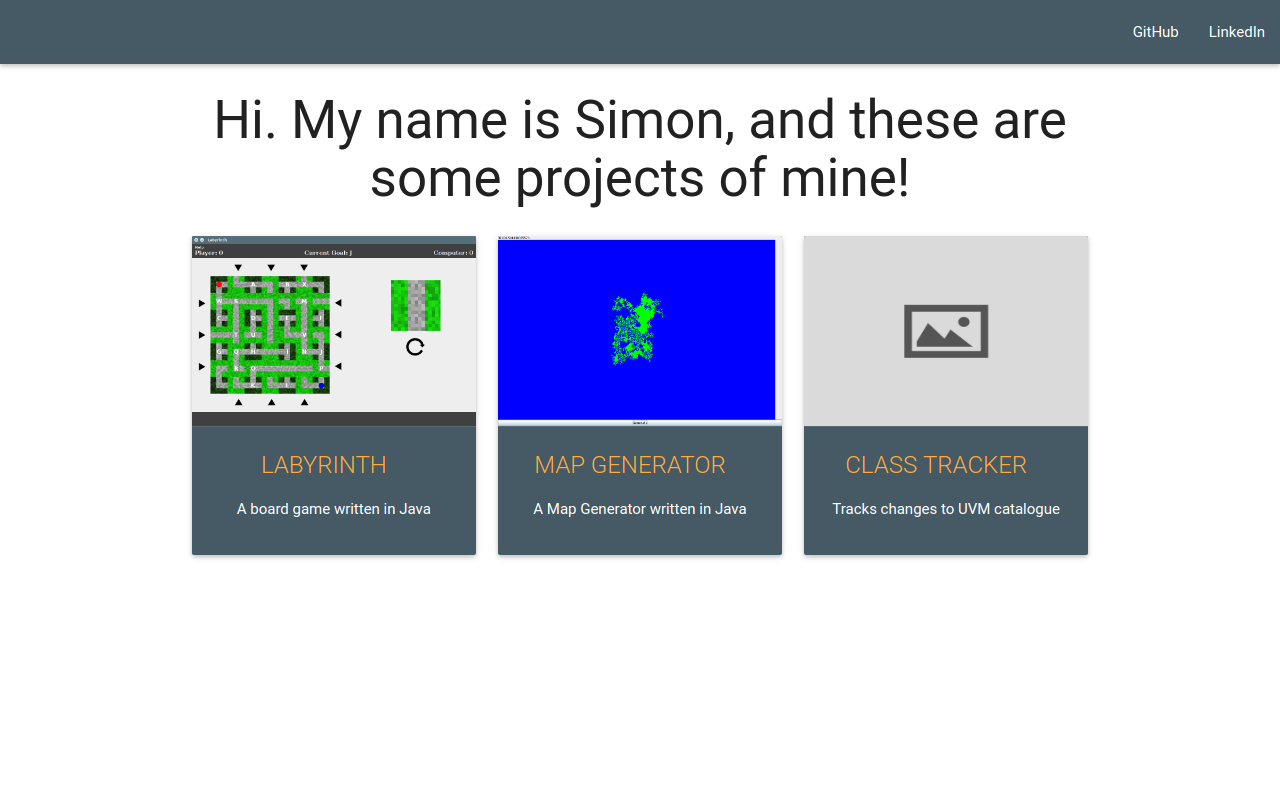 GitHub LinkedIn
Hi. My name is Simon, and these are
some projects of mine!
Labyrinth
Help
Player: 0 Current Goal: J Computer: 0
LABYRINTH
A board game written in Java
MAP GENERATOR
A Map Generator written in Java
CLASS TRACKER
Tracks changes to UVM catalogue